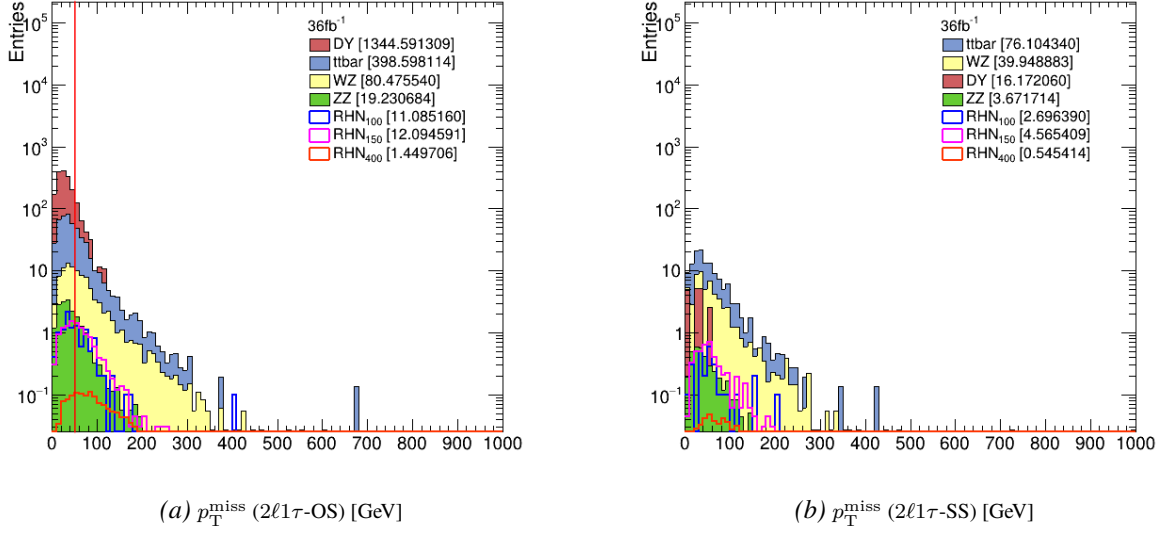 Entries
36fb⁻¹
DY [1344.591309]
ttbar [398.598114]
WZ [80.475540]
ZZ [19.230684]
RHN₁₀₀ [11.085160]
RHN₁₅₀ [12.094591]
RHN₄₀₀ [1.449706]
10⁵
10⁴
10³
10²
10
1
10⁻¹
0 100 200 300 400 500 600 700 800 900 1000
(a) p_T^miss (2ℓ1τ-OS) [GeV]
Entries
36fb⁻¹
ttbar [76.104340]
WZ [39.948883]
DY [16.172060]
ZZ [3.671714]
RHN₁₀₀ [2.696390]
RHN₁₅₀ [4.565409]
RHN₄₀₀ [0.545414]
10⁵
10⁴
10³
10²
10
1
10⁻¹
0 100 200 300 400 500 600 700 800 900 1000
(b) p_T^miss (2ℓ1τ-SS) [GeV]